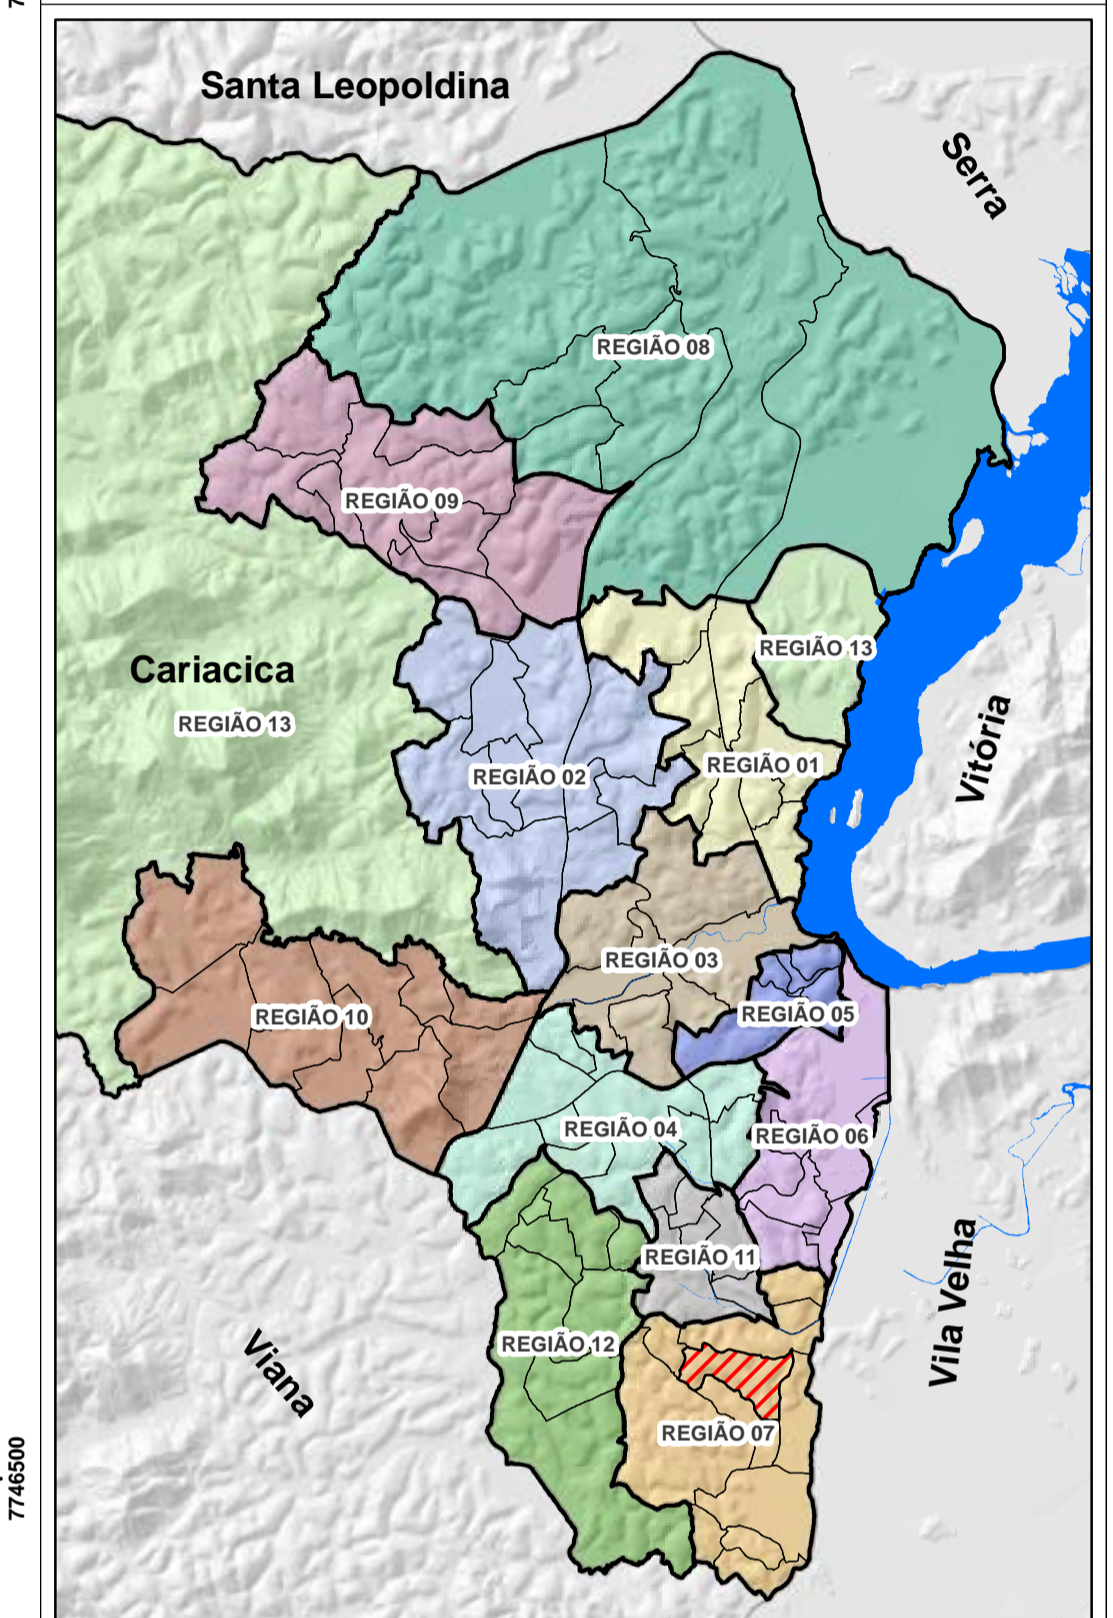 Santa Leopoldina
Serra
REGIÃO 08
REGIÃO 09
REGIÃO 13
Cariacica
REGIÃO 13
Vitória
REGIÃO 01
REGIÃO 02
REGIÃO 03
REGIÃO 05
REGIÃO 10
REGIÃO 04
REGIÃO 06
REGIÃO 11
Vila Velha
REGIÃO 12
Viana
REGIÃO 07
7746500